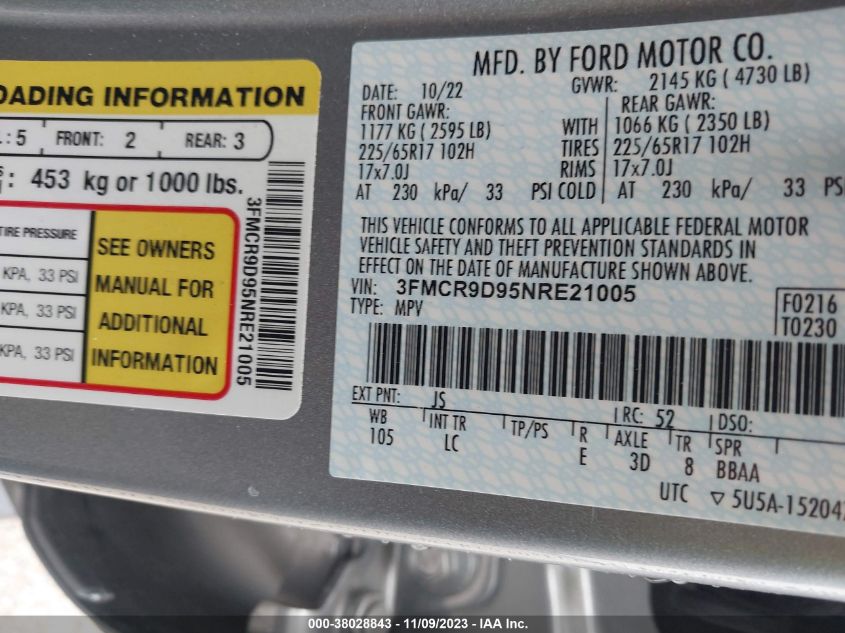 OADING INFORMATION
: 5 FRONT: 2 REAR: 3
: 453 kg or 1000 lbs.
TIRE PRESSURE
KPA, 33 PSI
KPA, 33 PSI
KPA, 33 PSI
SEE OWNERS
MANUAL FOR
ADDITIONAL
INFORMATION
3FMCR9D95NRE21005
MFD. BY FORD MOTOR CO.
DATE: 10/22 GVWR: 2145 KG ( 4730 LB)
FRONT GAWR: REAR GAWR:
1177 KG ( 2595 LB) WITH 1066 KG ( 2350 LB)
225/65R17 102H TIRES 225/65R17 102H
17x7.0J RIMS 17x7.0J
AT 230 kPa/ 33 PSI COLD AT 230 kPa/ 33 PSI
THIS VEHICLE CONFORMS TO ALL APPLICABLE FEDERAL MOTOR
VEHICLE SAFETY AND THEFT PREVENTION STANDARDS IN
EFFECT ON THE DATE OF MANUFACTURE SHOWN ABOVE.
VIN: 3FMCR9D95NRE21005
TYPE: MPV
F0216
T0230
EXT PNT: JS RC: 52 DSO:
WB INT TR TP/PS R AXLE TR SPR
105 LC E 3D 8 BBAA
UTC ▽ 5U5A-15204
000-38028843 - 11/09/2023 - IAA Inc.